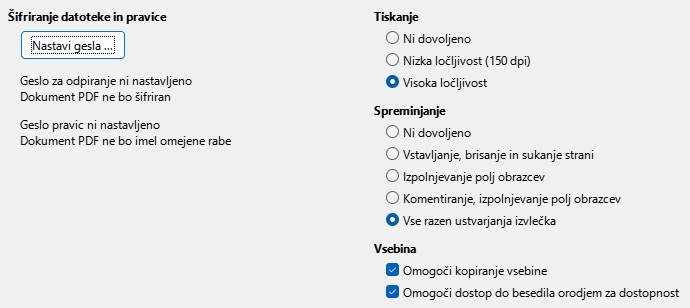 Šifriranje datoteke in pravice
Nastavi gesla ...
Geslo za odpiranje ni nastavljeno
Dokument PDF ne bo šifriran
Geslo pravic ni nastavljeno
Dokument PDF ne bo imel omejene rabe
Tiskanje
Ni dovoljeno
Nizka ločljivost (150 dpi)
Visoka ločljivost
Spreminjanje
Ni dovoljeno
Vstavljanje, brisanje in sukanje strani
Izpolnjevanje polj obrazcev
Komentiranje, izpolnjevanje polj obrazcev
Vse razen ustvarjanja izvlečka
Vsebina
Omogoči kopiranje vsebine
Omogoči dostop do besedila orodjem za dostopnost